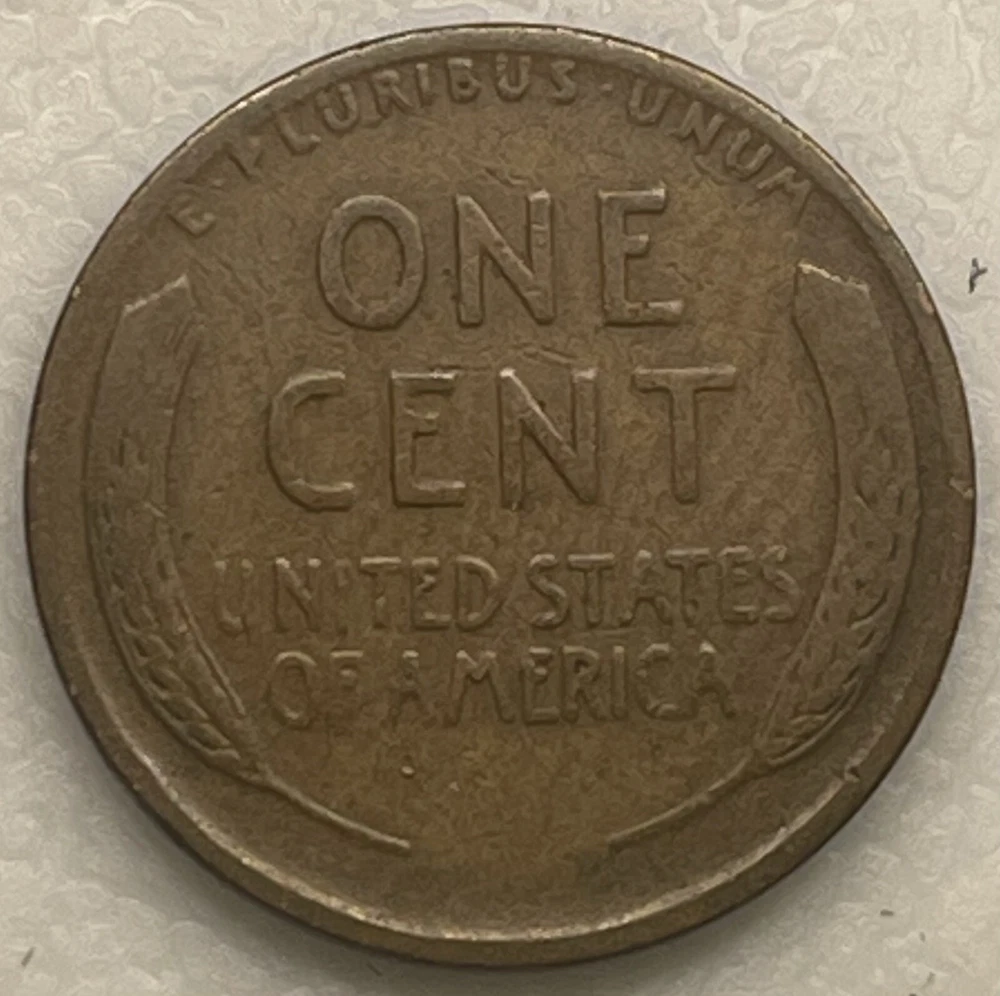 E·PLURIBUS·UNUM
ONE
CENT
UNITED STATES
OF AMERICA